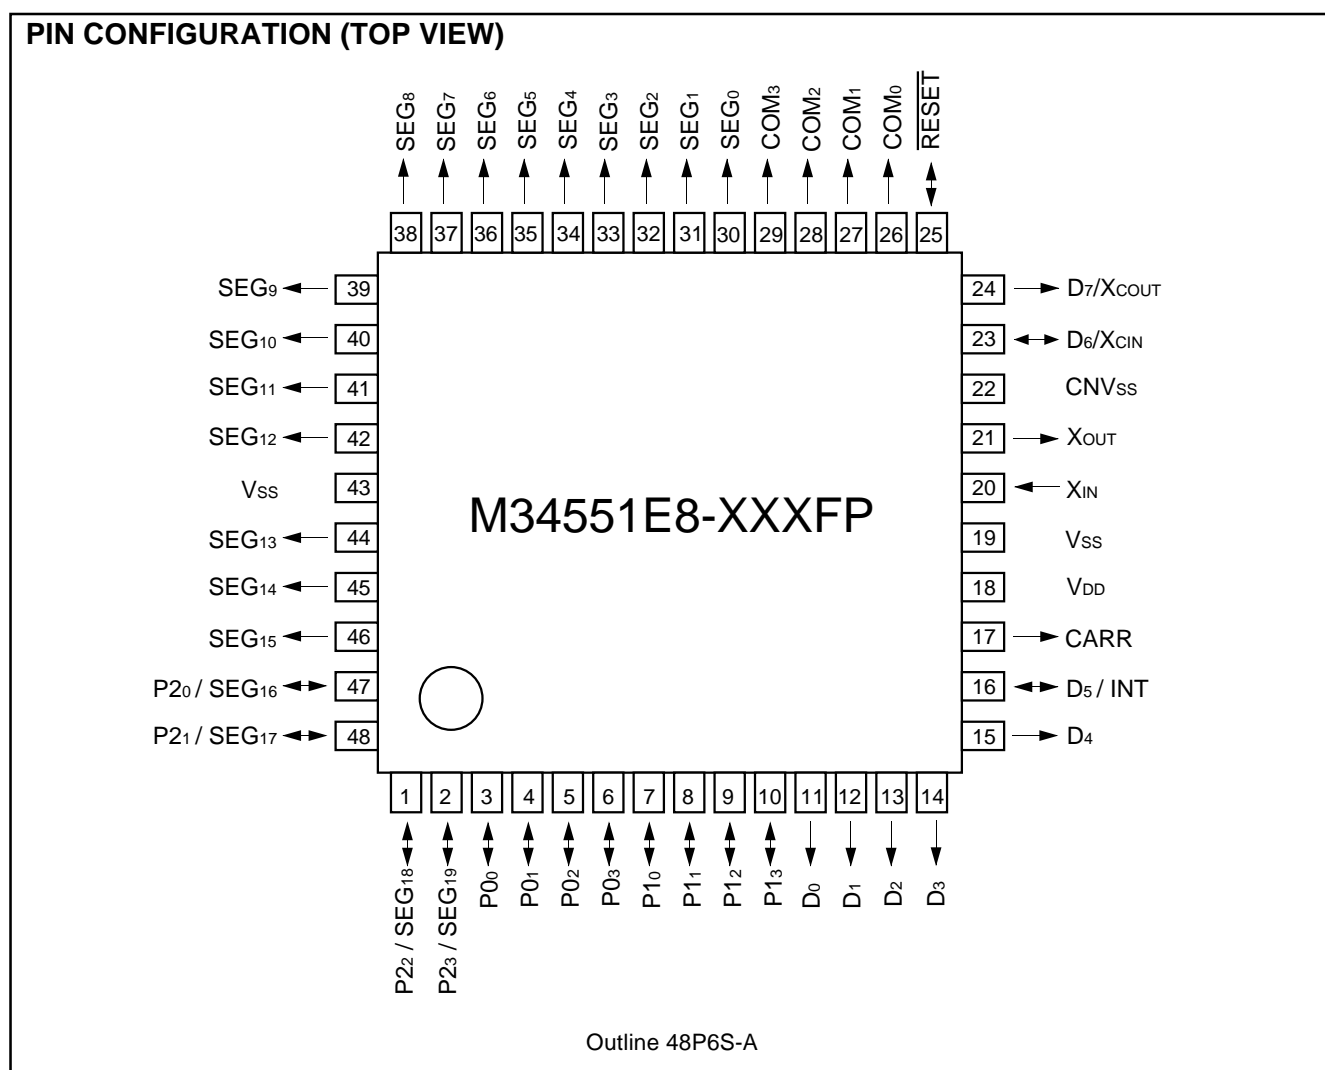 PIN CONFIGURATION (TOP VIEW)
SEG8
SEG7
SEG6
SEG5
SEG4
SEG3
SEG2
SEG1
SEG0
COM3
COM2
COM1
COM0
RESET
38 37 36 35 34 33 32 31 30 29 28 27 26 25
SEG9 39
SEG10 40
SEG11 41
SEG12 42
VSS 43
SEG13 44
SEG14 45
SEG15 46
P20 / SEG16 47
P21 / SEG17 48
M34551E8-XXXFP
24 D7/XCOUT
23 D6/XCIN
22 CNVSS
21 XOUT
20 XIN
19 VSS
18 VDD
17 CARR
16 D5 / INT
15 D4
1 2 3 4 5 6 7 8 9 10 11 12 13 14
P22 / SEG18
P23 / SEG19
P00
P01
P02
P03
P10
P11
P12
P13
D0
D1
D2
D3
Outline 48P6S-A